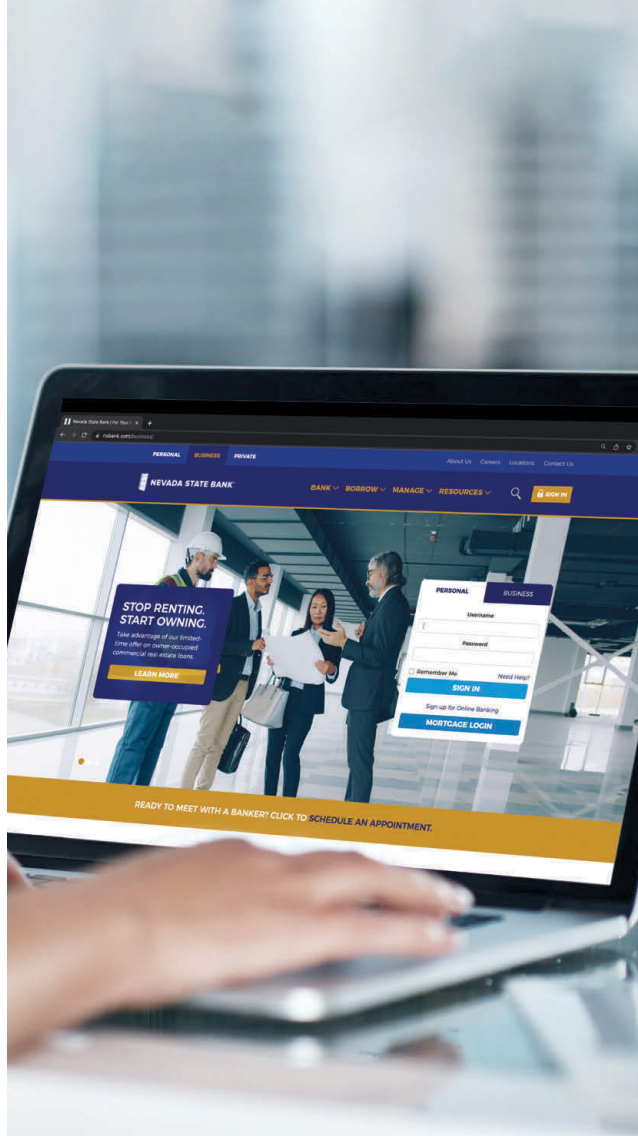 Nevada State Bank | For Your
nsbank.com/business/
PERSONAL BUSINESS PRIVATE
About Us Careers Locations Contact Us
NEVADA STATE BANK
BANK BORROW MANAGE RESOURCES
SIGN IN
STOP RENTING,
START OWNING.
Take advantage of our limited-
time offer on owner-occupied
commercial real estate loans.
LEARN MORE
PERSONAL BUSINESS
Username
Password
Remember Me Need Help?
SIGN IN
Sign up for Online Banking
MORTGAGE LOGIN
READY TO MEET WITH A BANKER? CLICK TO SCHEDULE AN APPOINTMENT.